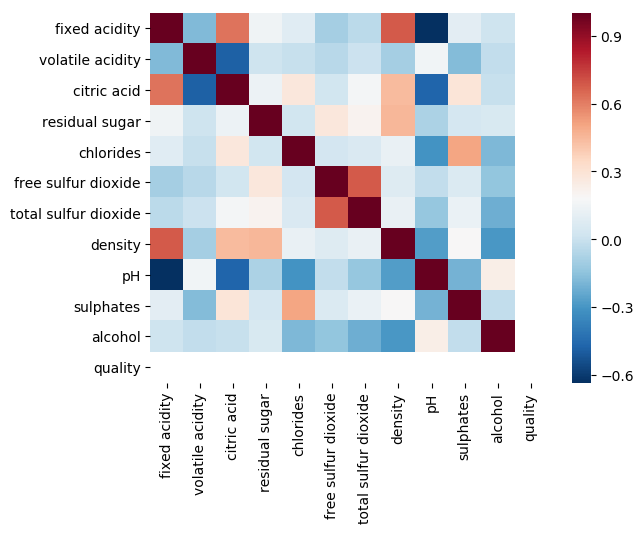 fixed acidity
volatile acidity
citric acid
residual sugar
chlorides
free sulfur dioxide
total sulfur dioxide
density
pH
sulphates
alcohol
quality
fixed acidity
volatile acidity
citric acid
residual sugar
chlorides
free sulfur dioxide
total sulfur dioxide
density
pH
sulphates
alcohol
quality
0.9
0.6
0.3
0.0
−0.3
−0.6